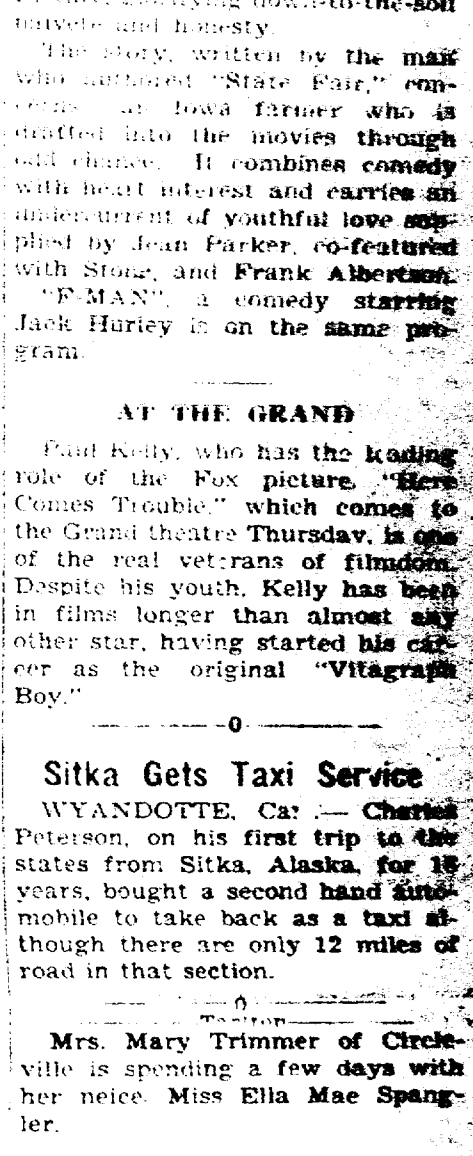 down-to-the-soil
and honesty.
The story, written by the man
who authored "State Fair," con-
cerns an Iowa farmer who is
drafted into the movies through
odd chance. It combines comedy
with heart interest and carries an
undercurrent of youthful love sup-
plied by Jean Parker, co-featured
with Stone, and Frank Albertson.
"F-MAN", a comedy starring
Jack Hurley is on the same pro-
gram.
AT THE GRAND
Paul Kelly, who has the leading
role of the Fox picture, "Here
Comes Trouble," which comes to
the Grand theatre Thursday, is one
of the real veterans of filmdom.
Despite his youth, Kelly has been
in films longer than almost any
other star, having started his car-
eer as the original "Vitagraph
Boy."
0
Sitka Gets Taxi Service
WYANDOTTE, Cal.— Charles
Peterson, on his first trip to the
states from Sitka, Alaska, for
years, bought a second hand auto-
mobile to take back as a taxi al-
though there are only 12 miles of
road in that section.
0
Mrs. Mary Trimmer of Circle-
ville is spending a few days with
her neice. Miss Ella Mae Spang-
ler.